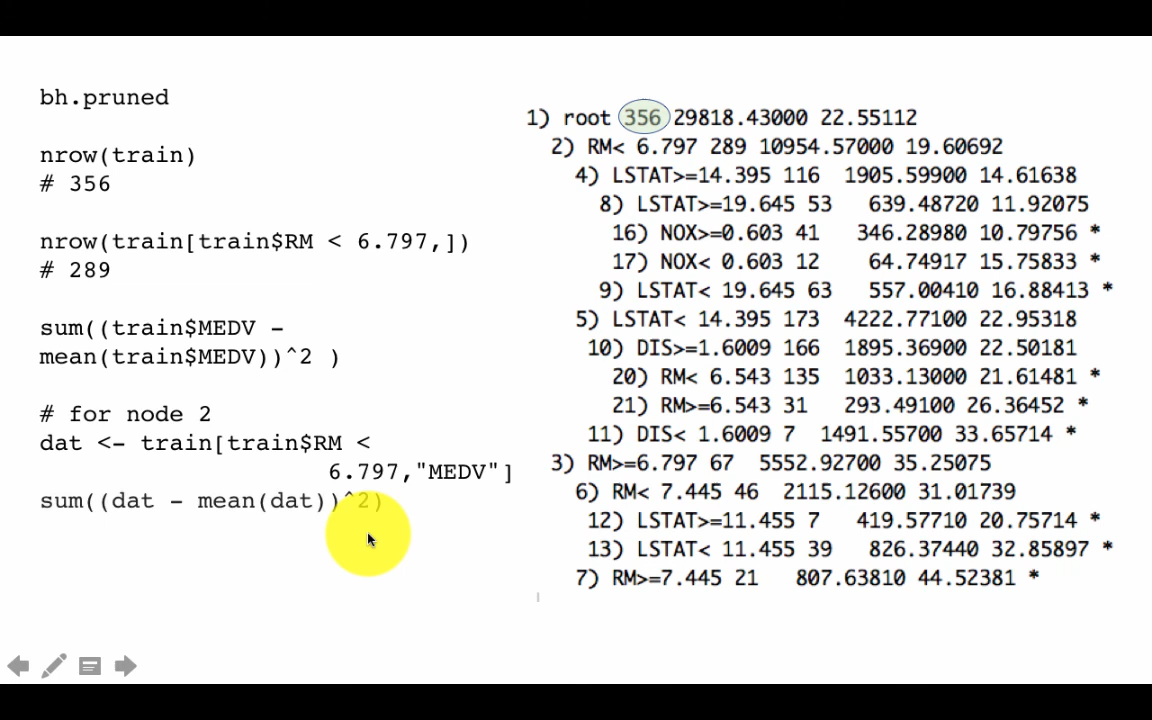 bh.pruned
nrow(train)
# 356
nrow(train[train$RM < 6.797,])
# 289
sum((train$MEDV -
mean(train$MEDV))^2 )
# for node 2
dat <- train[train$RM <
6.797,"MEDV"]
sum((dat - mean(dat))^2)
1) root 356 29818.43000 22.55112
2) RM< 6.797 289 10954.57000 19.60692
4) LSTAT>=14.395 116 1905.59900 14.61638
8) LSTAT>=19.645 53 639.48720 11.92075
16) NOX>=0.603 41 346.28980 10.79756 *
17) NOX< 0.603 12 64.74917 15.75833 *
9) LSTAT< 19.645 63 557.00410 16.88413 *
5) LSTAT< 14.395 173 4222.77100 22.95318
10) DIS>=1.6009 166 1895.36900 22.50181
20) RM< 6.543 135 1033.13000 21.61481 *
21) RM>=6.543 31 293.49100 26.36452 *
11) DIS< 1.6009 7 1491.55700 33.65714 *
3) RM>=6.797 67 5552.92700 35.25075
6) RM< 7.445 46 2115.12600 31.01739
12) LSTAT>=11.455 7 419.57710 20.75714 *
13) LSTAT< 11.455 39 826.37440 32.85897 *
7) RM>=7.445 21 807.63810 44.52381 *